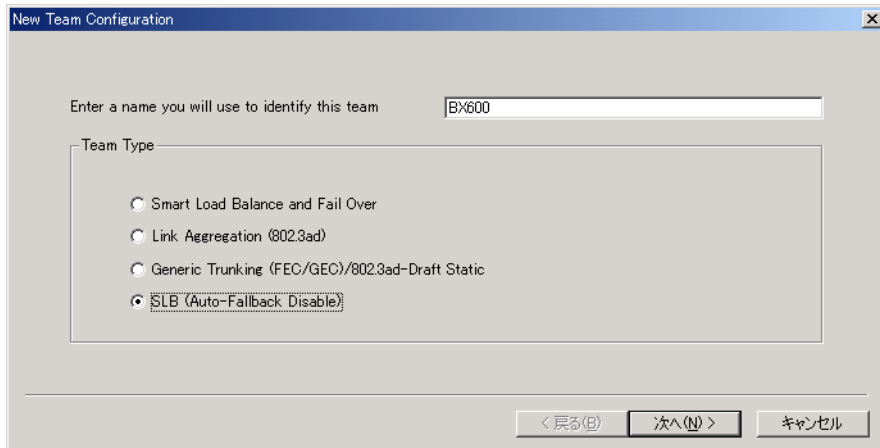 New Team Configuration
Enter a name you will use to identify this team
BX600
Team Type
Smart Load Balance and Fail Over
Link Aggregation (802.3ad)
Generic Trunking (FEC/GEC)/802.3ad-Draft Static
SLB (Auto-Fallback Disable)
< 戻る(B)
次へ(N) >
キャンセル